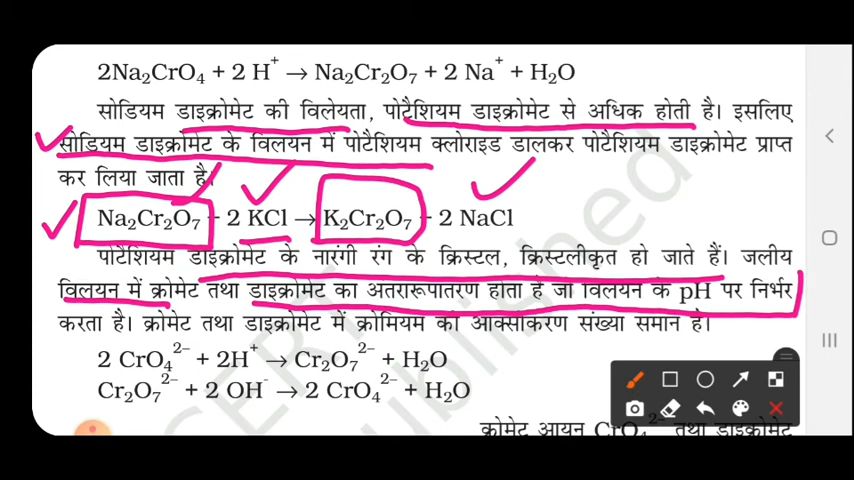 2Na₂CrO₄ + 2 H⁺ → Na₂Cr₂O₇ + 2 Na⁺ + H₂O
सोडियम डाइक्रोमेट की विलेयता, पोटैशियम डाइक्रोमेट से अधिक होती है। इसलिए
सोडियम डाइक्रोमेट के विलयन में पोटैशियम क्लोराइड डालकर पोटैशियम डाइक्रोमेट प्राप्त
कर लिया जाता है।
Na₂Cr₂O₇ + 2 KCl → K₂Cr₂O₇ + 2 NaCl
पोटैशियम डाइक्रोमेट के नारंगी रंग के क्रिस्टल, क्रिस्टलीकृत हो जाते हैं। जलीय
विलयन में क्रोमेट तथा डाइक्रोमेट का अंतरारूपांतरण होता है जो विलयन के pH पर निर्भर
करता है। क्रोमेट तथा डाइक्रोमेट में क्रोमियम की आक्सीकरण संख्या समान है।
2 CrO₄²⁻ + 2H⁺ → Cr₂O₇²⁻ + H₂O
Cr₂O₇²⁻ + 2 OH⁻ → 2 CrO₄²⁻ + H₂O
क्रोमेट आयन CrO₄²⁻ तथा डाइक्रोमेट